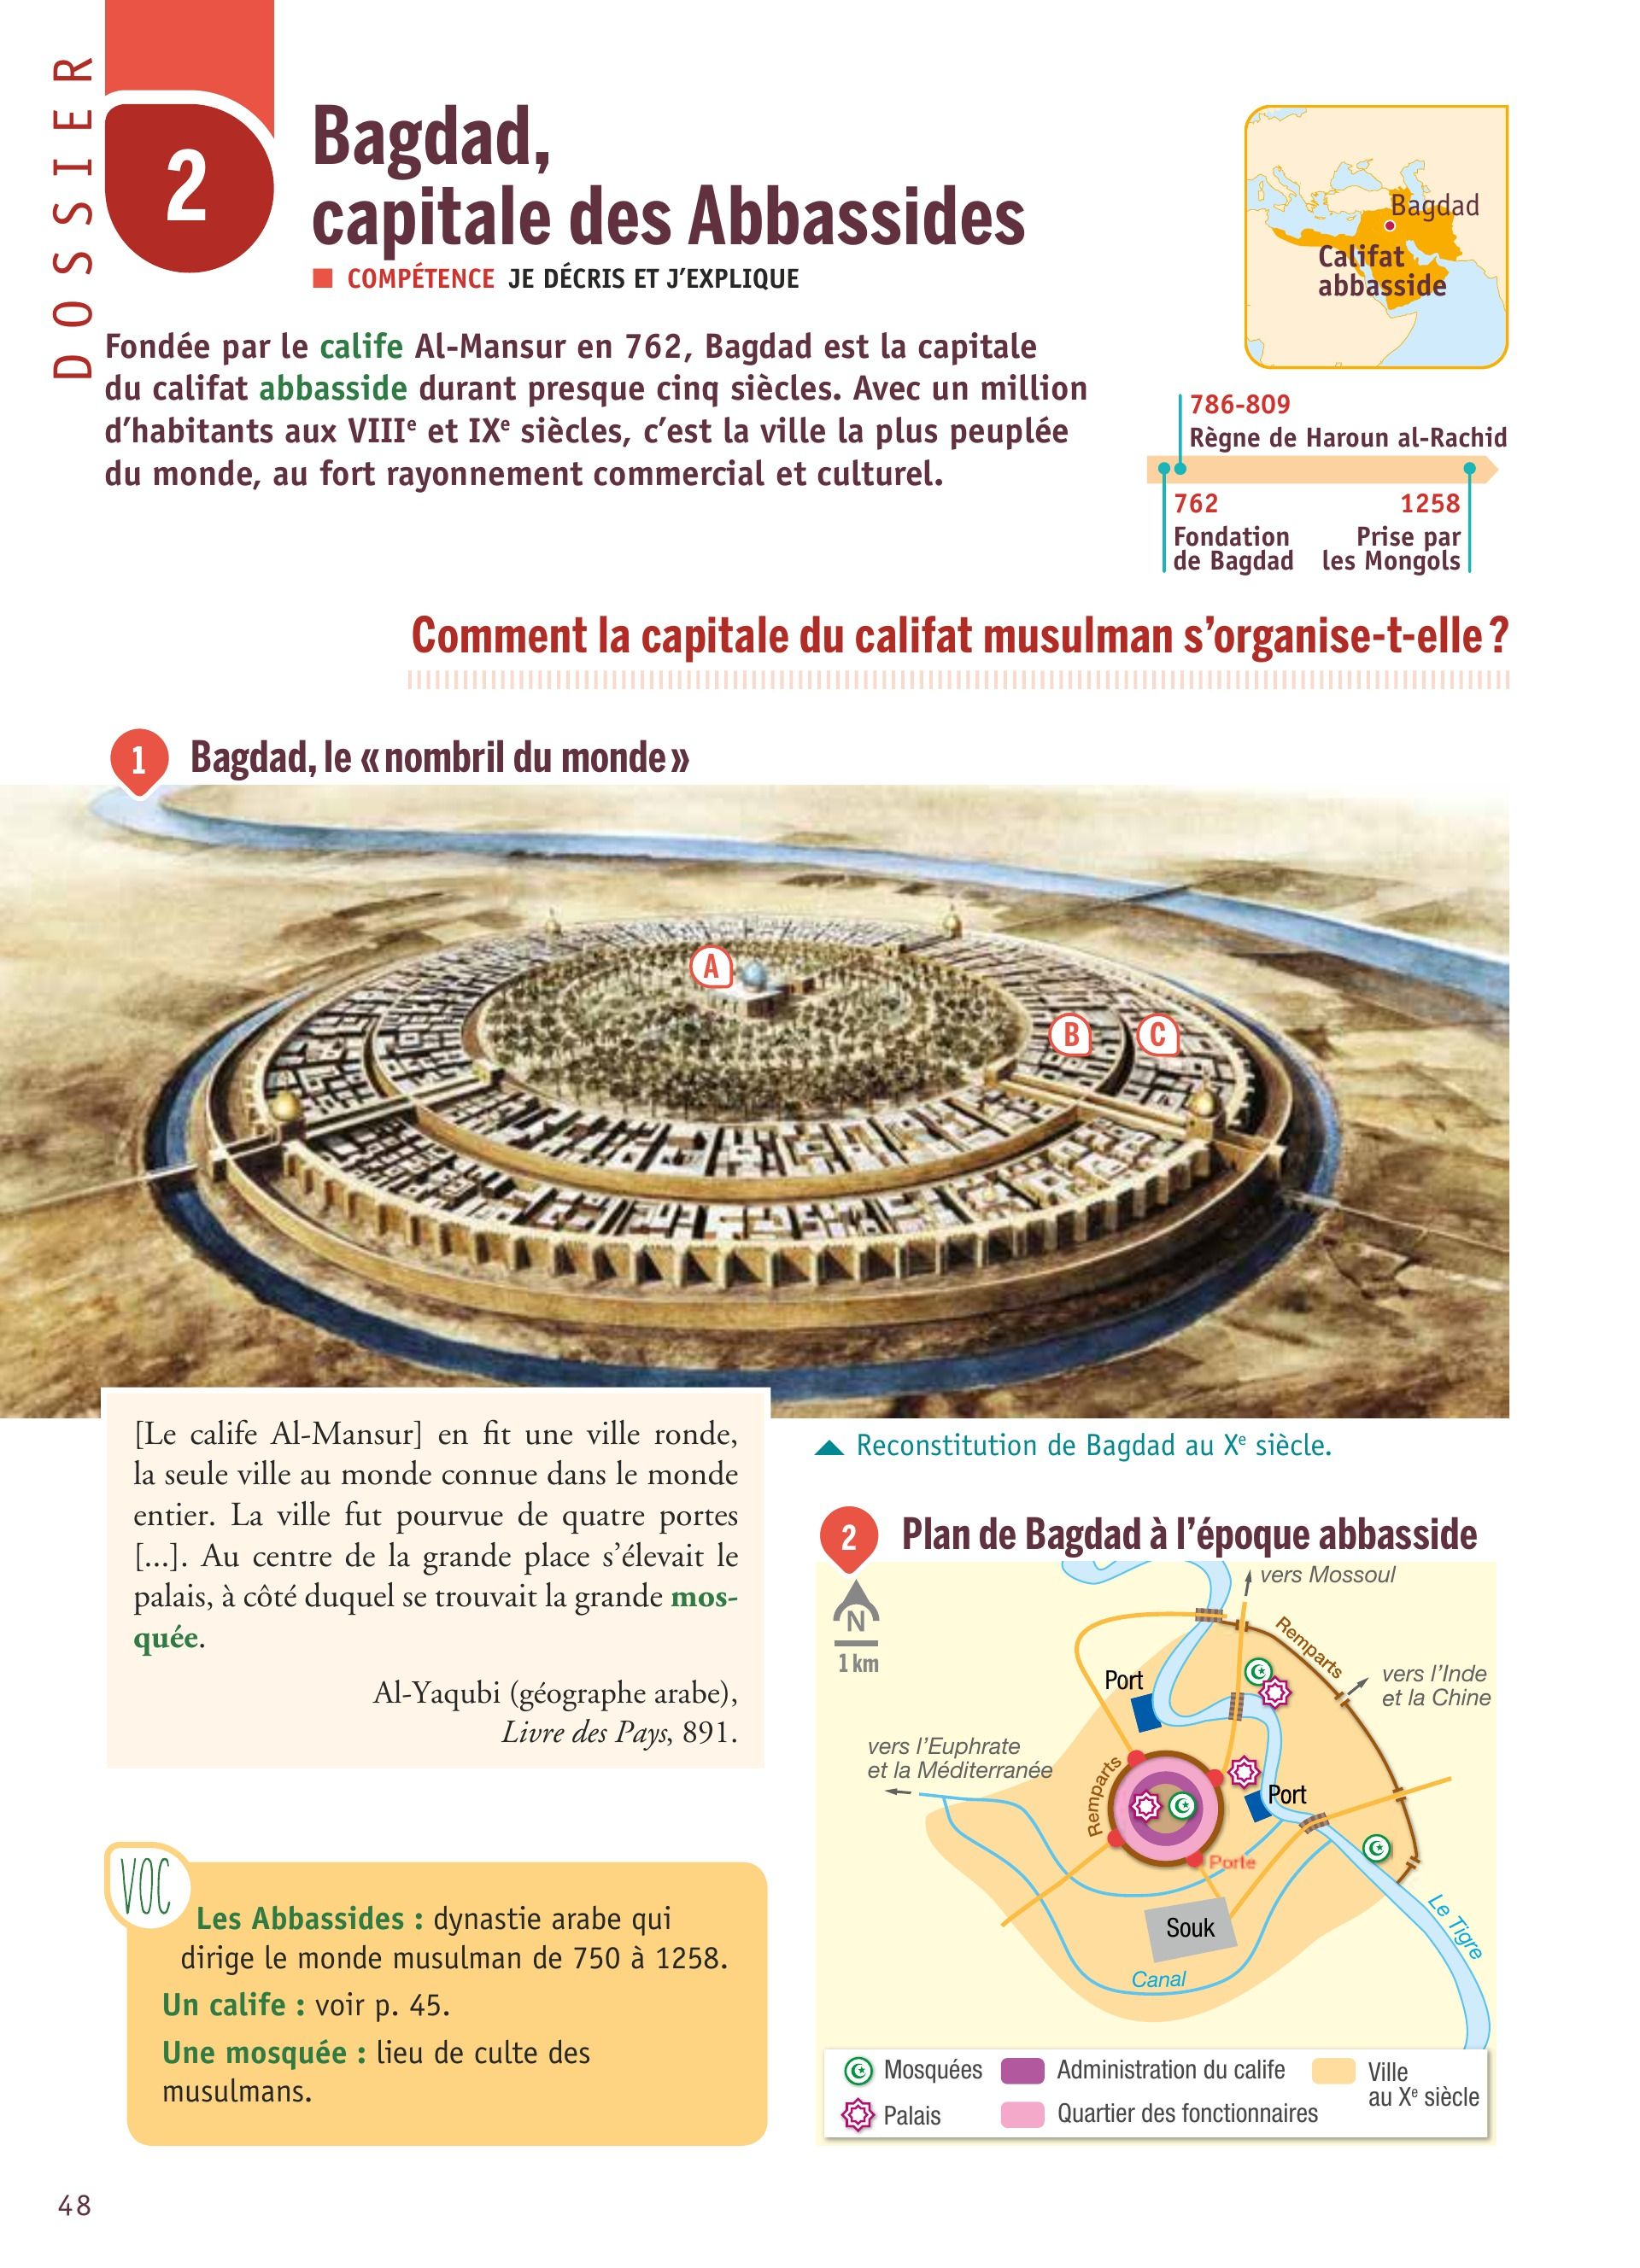 DOSSIER
2
Bagdad,
capitale des Abbassides
COMPÉTENCE JE DÉCRIS ET J’EXPLIQUE
Fondée par le calife Al-Mansur en 762, Bagdad est la capitale
du califat abbasside durant presque cinq siècles. Avec un million
d’habitants aux VIIIe et IXe siècles, c’est la ville la plus peuplée
du monde, au fort rayonnement commercial et culturel.
Bagdad
Califat
abbasside
786-809
Règne de Haroun al-Rachid
762
Fondation
de Bagdad
1258
Prise par
les Mongols
Comment la capitale du califat musulman s’organise-t-elle ?
1 Bagdad, le « nombril du monde »
A
B
C
[Le calife Al-Mansur] en fit une ville ronde,
la seule ville au monde connue dans le monde
entier. La ville fut pourvue de quatre portes
[...]. Au centre de la grande place s’élevait le
palais, à côté duquel se trouvait la grande mos-
quée.
Al-Yaqubi (géographe arabe),
Livre des Pays, 891.
Reconstitution de Bagdad au Xe siècle.
2 Plan de Bagdad à l’époque abbasside
N
1 km
vers Mossoul
Remparts
vers l’Inde
et la Chine
Port
vers l’Euphrate
et la Méditerranée
Remparts
Port
Porte
Souk
Canal
Le Tigre
Mosquées
Palais
Administration du calife
Quartier des fonctionnaires
Ville
au Xe siècle
VOC
Les Abbassides : dynastie arabe qui
dirige le monde musulman de 750 à 1258.
Un calife : voir p. 45.
Une mosquée : lieu de culte des
musulmans.
48